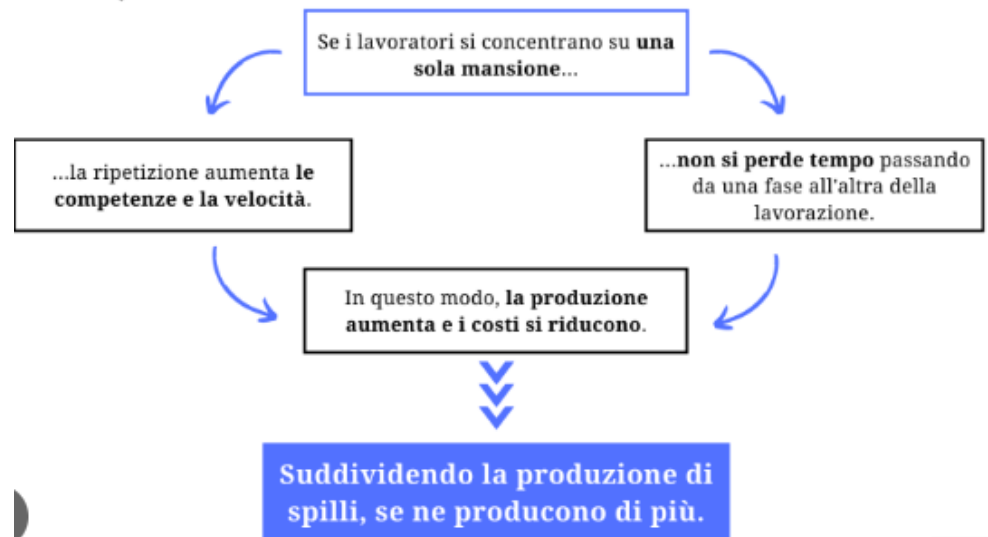 Se i lavoratori si concentrano su una
sola mansione...
...la ripetizione aumenta le
competenze e la velocità.
...non si perde tempo passando
da una fase all'altra della
lavorazione.
In questo modo, la produzione
aumenta e i costi si riducono.
Suddividendo la produzione di
spilli, se ne producono di più.